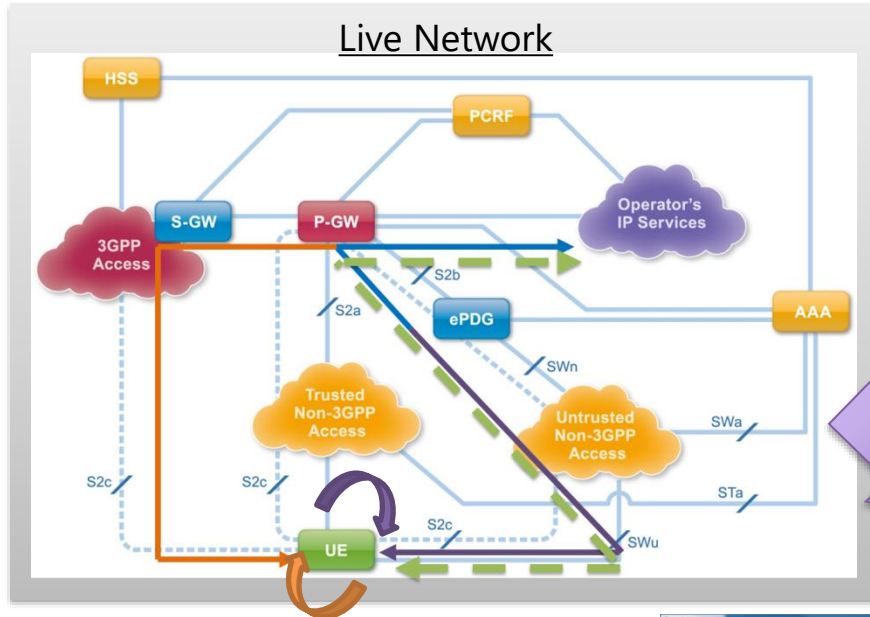 Live Network
HSS
PCRF
S-GW
P-GW
Operator's
IP Services
3GPP
Access
S2b
S2a
ePDG
AAA
SWn
Trusted
Non-3GPP
Access
Untrusted
Non-3GPP
Access
SWa
S2c
S2c
STa
S2c
SWu
UE